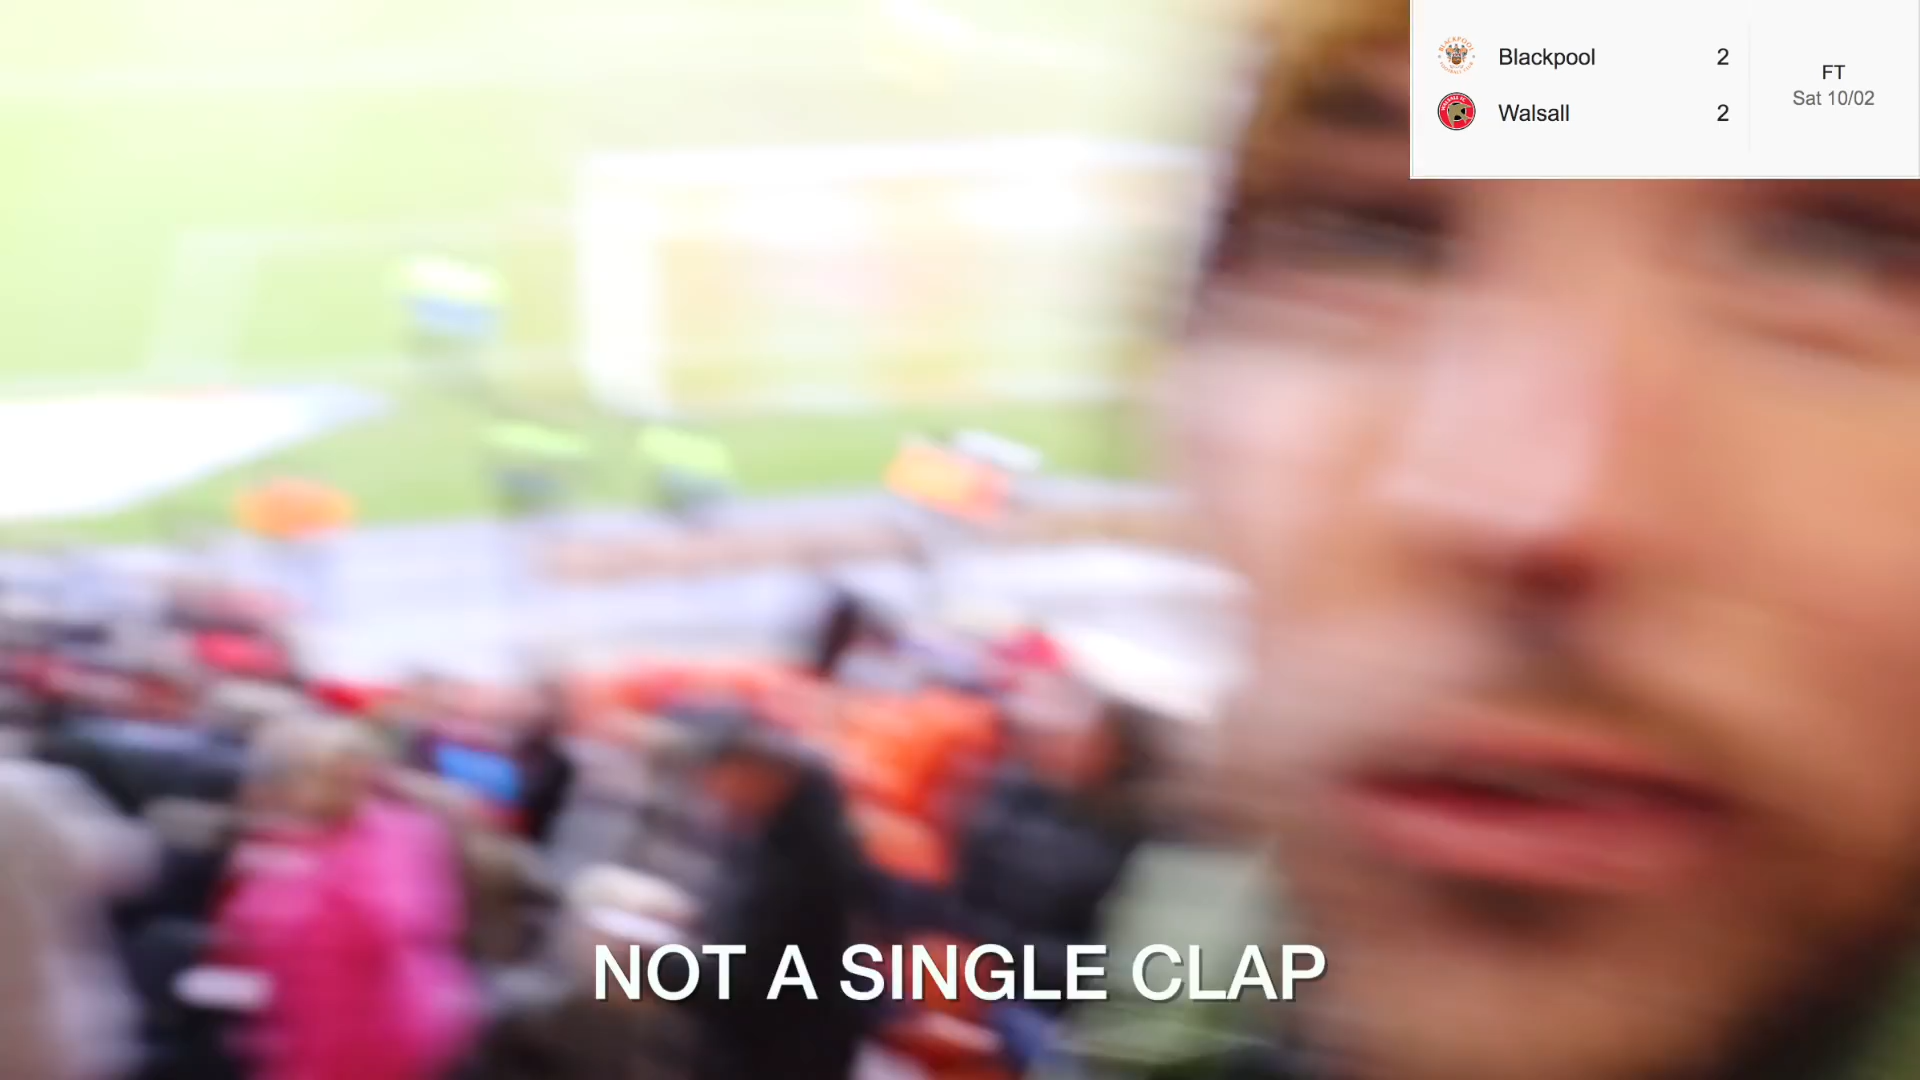 Blackpool 2
Walsall 2
FT
Sat 10/02
NOT A SINGLE CLAP